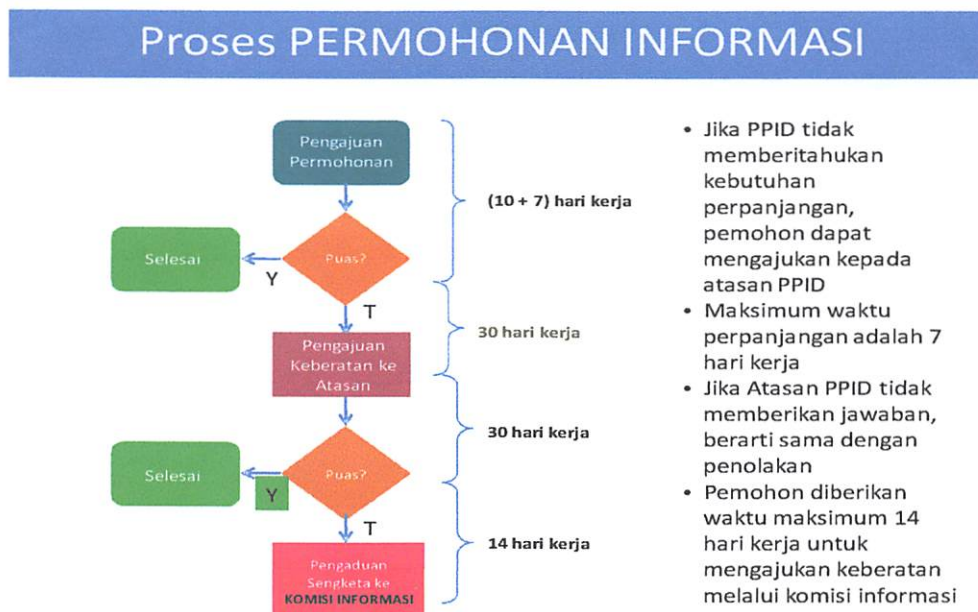 Proses PERMOHONAN INFORMASI
Pengajuan
Permohonan
(10 + 7) hari kerja
Selesai
Y
Puas?
T
30 hari kerja
Pengajuan
Keberatan ke
Atasan
30 hari kerja
Selesai
Y
Puas?
T
14 hari kerja
Pengaduan
Sengketa ke
KOMISI INFORMASI
• Jika PPID tidak
memberitahukan
kebutuhan
perpanjangan,
pemohon dapat
mengajukan kepada
atasan PPID
• Maksimum waktu
perpanjangan adalah 7
hari kerja
• Jika Atasan PPID tidak
memberikan jawaban,
berarti sama dengan
penolakan
• Pemohon diberikan
waktu maksimum 14
hari kerja untuk
mengajukan keberatan
melalui komisi informasi